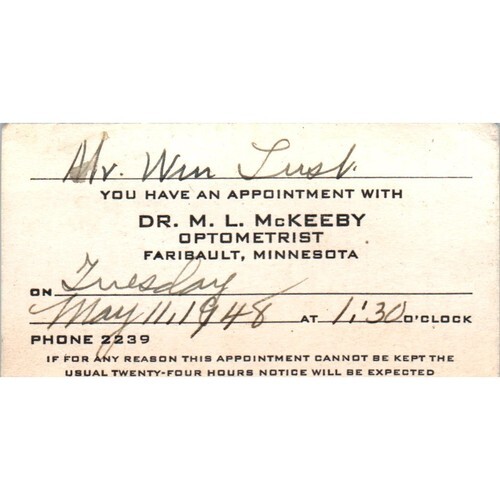 Mr. Wm Lust.
YOU HAVE AN APPOINTMENT WITH
DR. M. L. McKEEBY
OPTOMETRIST
FARIBAULT, MINNESOTA
ON Tuesday
May 11, 1948 AT 1:30 O'CLOCK
PHONE 2239
IF FOR ANY REASON THIS APPOINTMENT CANNOT BE KEPT THE
USUAL TWENTY-FOUR HOURS NOTICE WILL BE EXPECTED